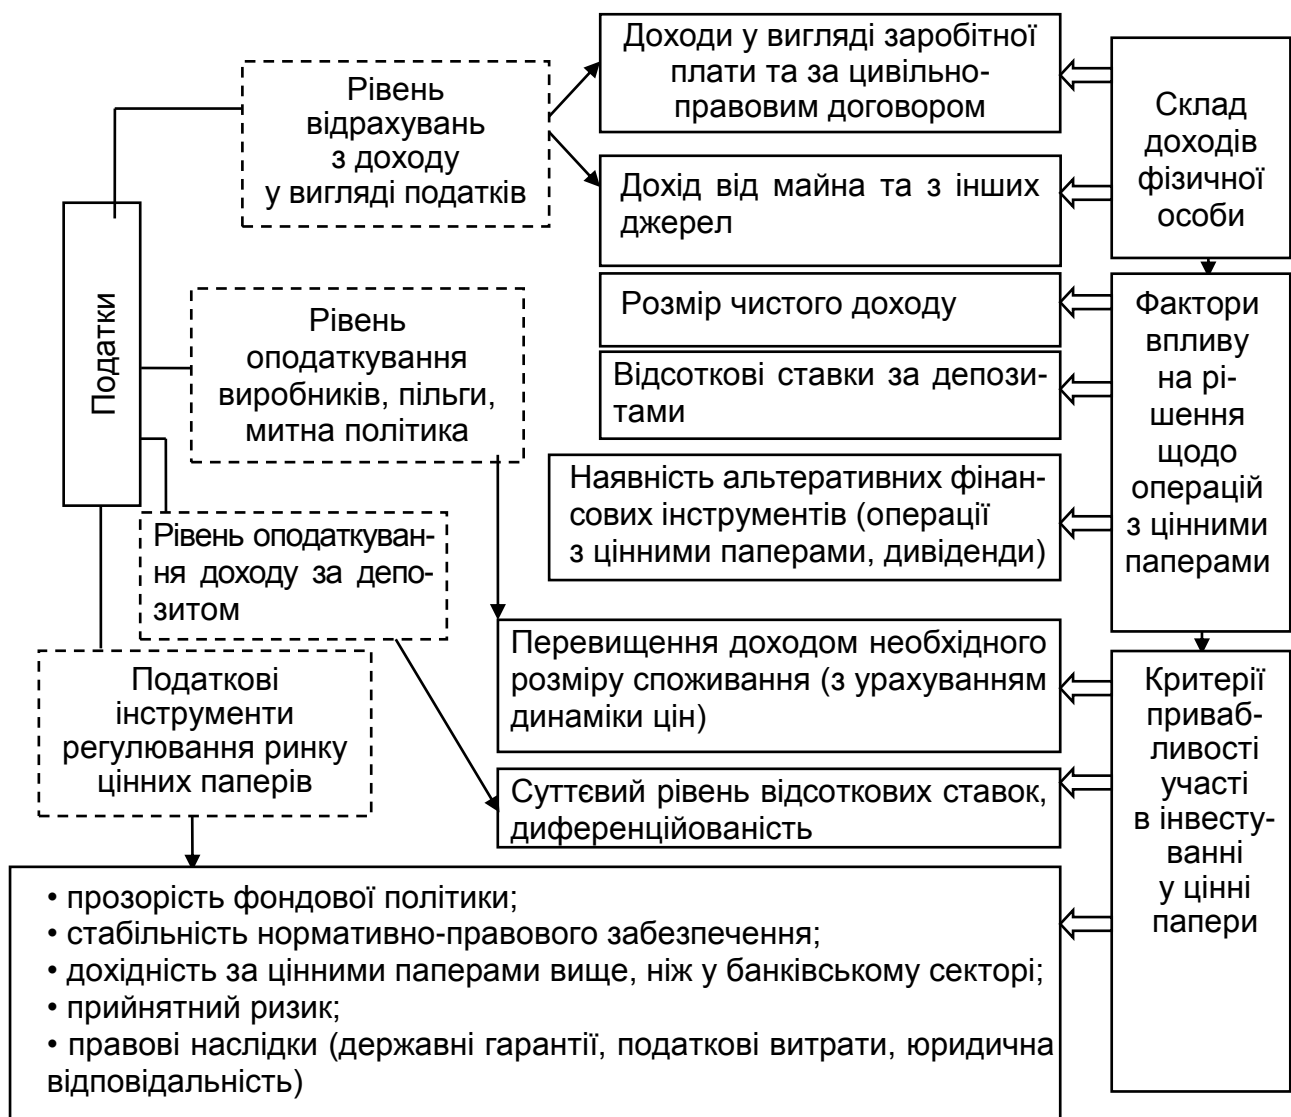 Доходи у вигляді заробітної
плати та за цивільно-
правовим договором
Рівень
відрахувань
з доходу
у вигляді податків
Склад
доходів
фізичної
особи
Дохід від майна та з інших
джерел
Податки
Рівень
оподаткування
виробників, пільги,
митна політика
Розмір чистого доходу
Відсоткові ставки за депози-
тами
Фактори
впливу
на рі-
шення
щодо
операцій
з цінними
паперами
Наявність альтеративних фінан-
сових інструментів (операції
з цінними паперами, дивіденди)
Рівень оподаткуван-
ня доходу за депо-
зитом
Перевищення доходом необхідного
розміру споживання (з урахуванням
динаміки цін)
Податкові
інструменти
регулювання ринку
цінних паперів
Критерії
приваб-
ливості
участі
в інвесту-
ванні
у цінні
папери
Суттєвий рівень відсоткових ставок,
диференційованість
• прозорість фондової політики;
• стабільність нормативно-правового забезпечення;
• дохідність за цінними паперами вище, ніж у банківському секторі;
• прийнятний ризик;
• правові наслідки (державні гарантії, податкові витрати, юридична
відповідальність)